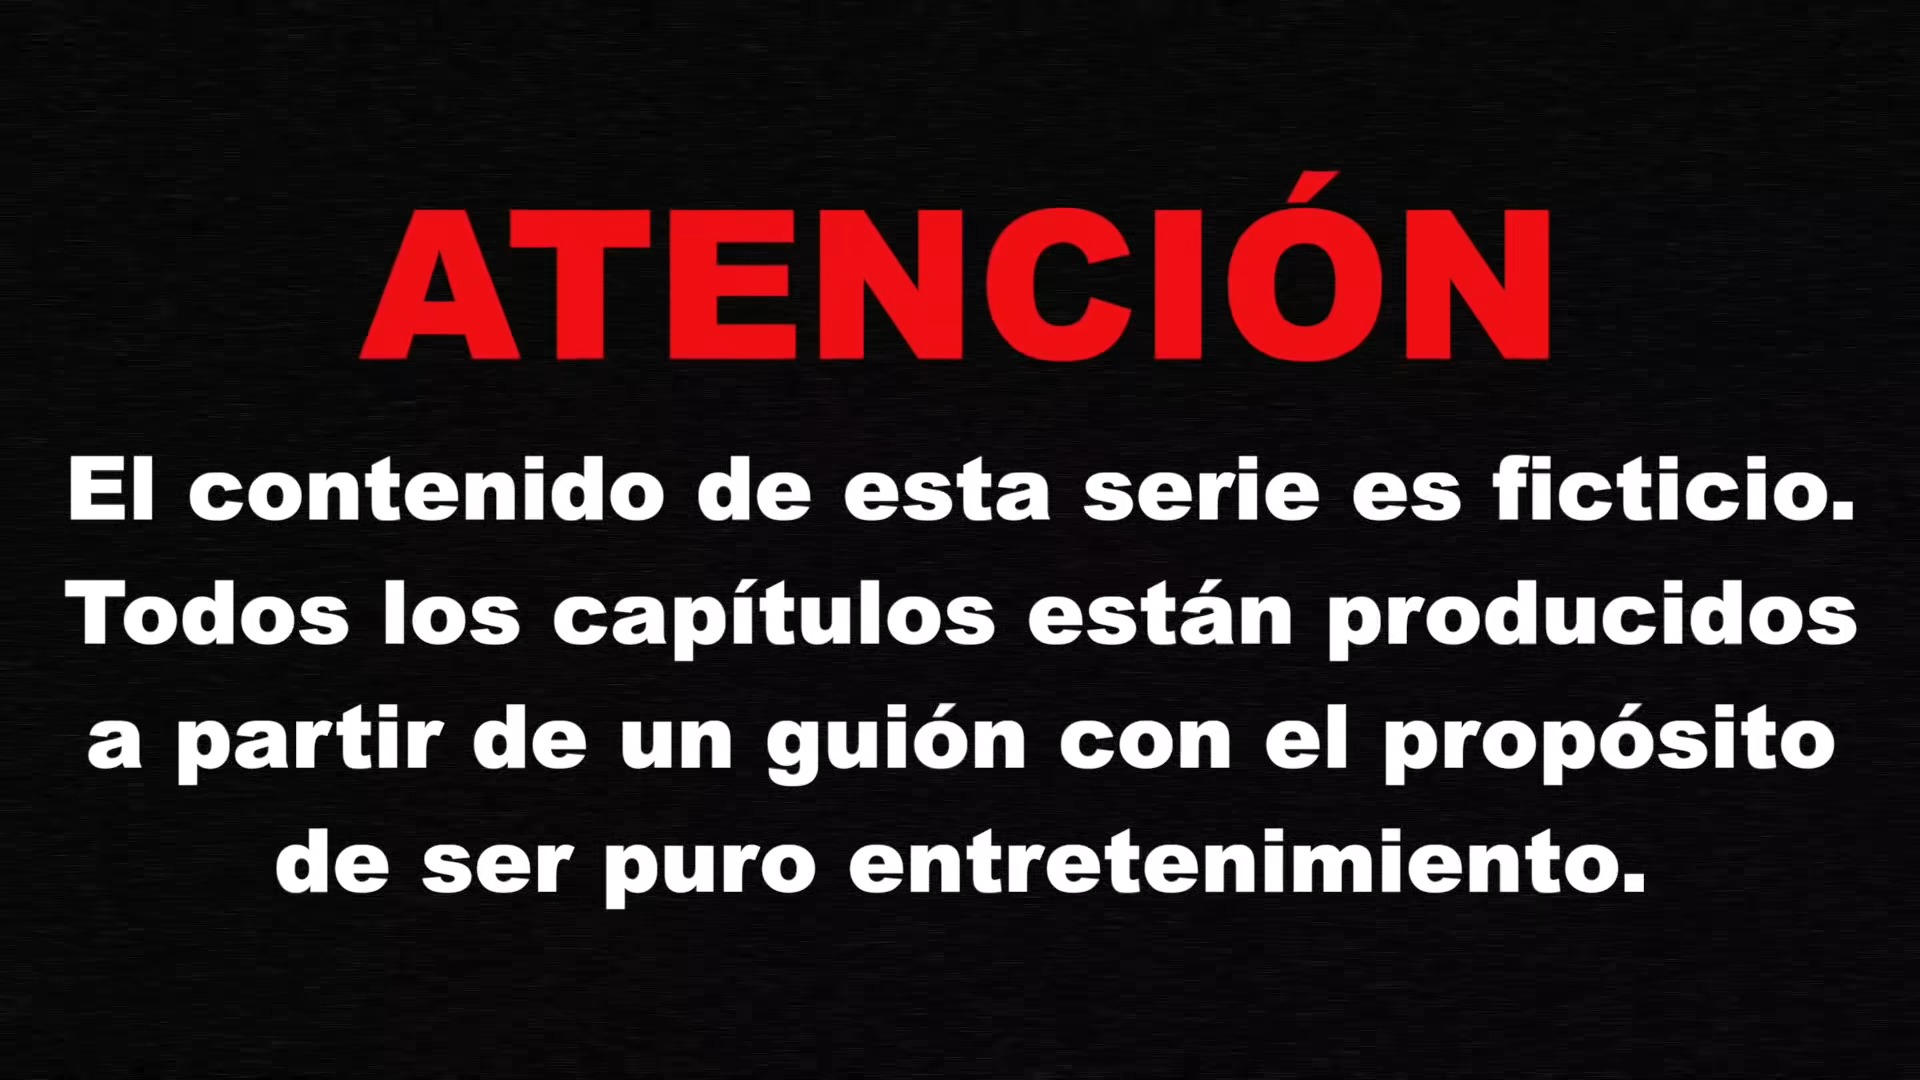 ATENCIÓN
El contenido de esta serie es ficticio.
Todos los capítulos están producidos
a partir de un guión con el propósito
de ser puro entretenimiento.